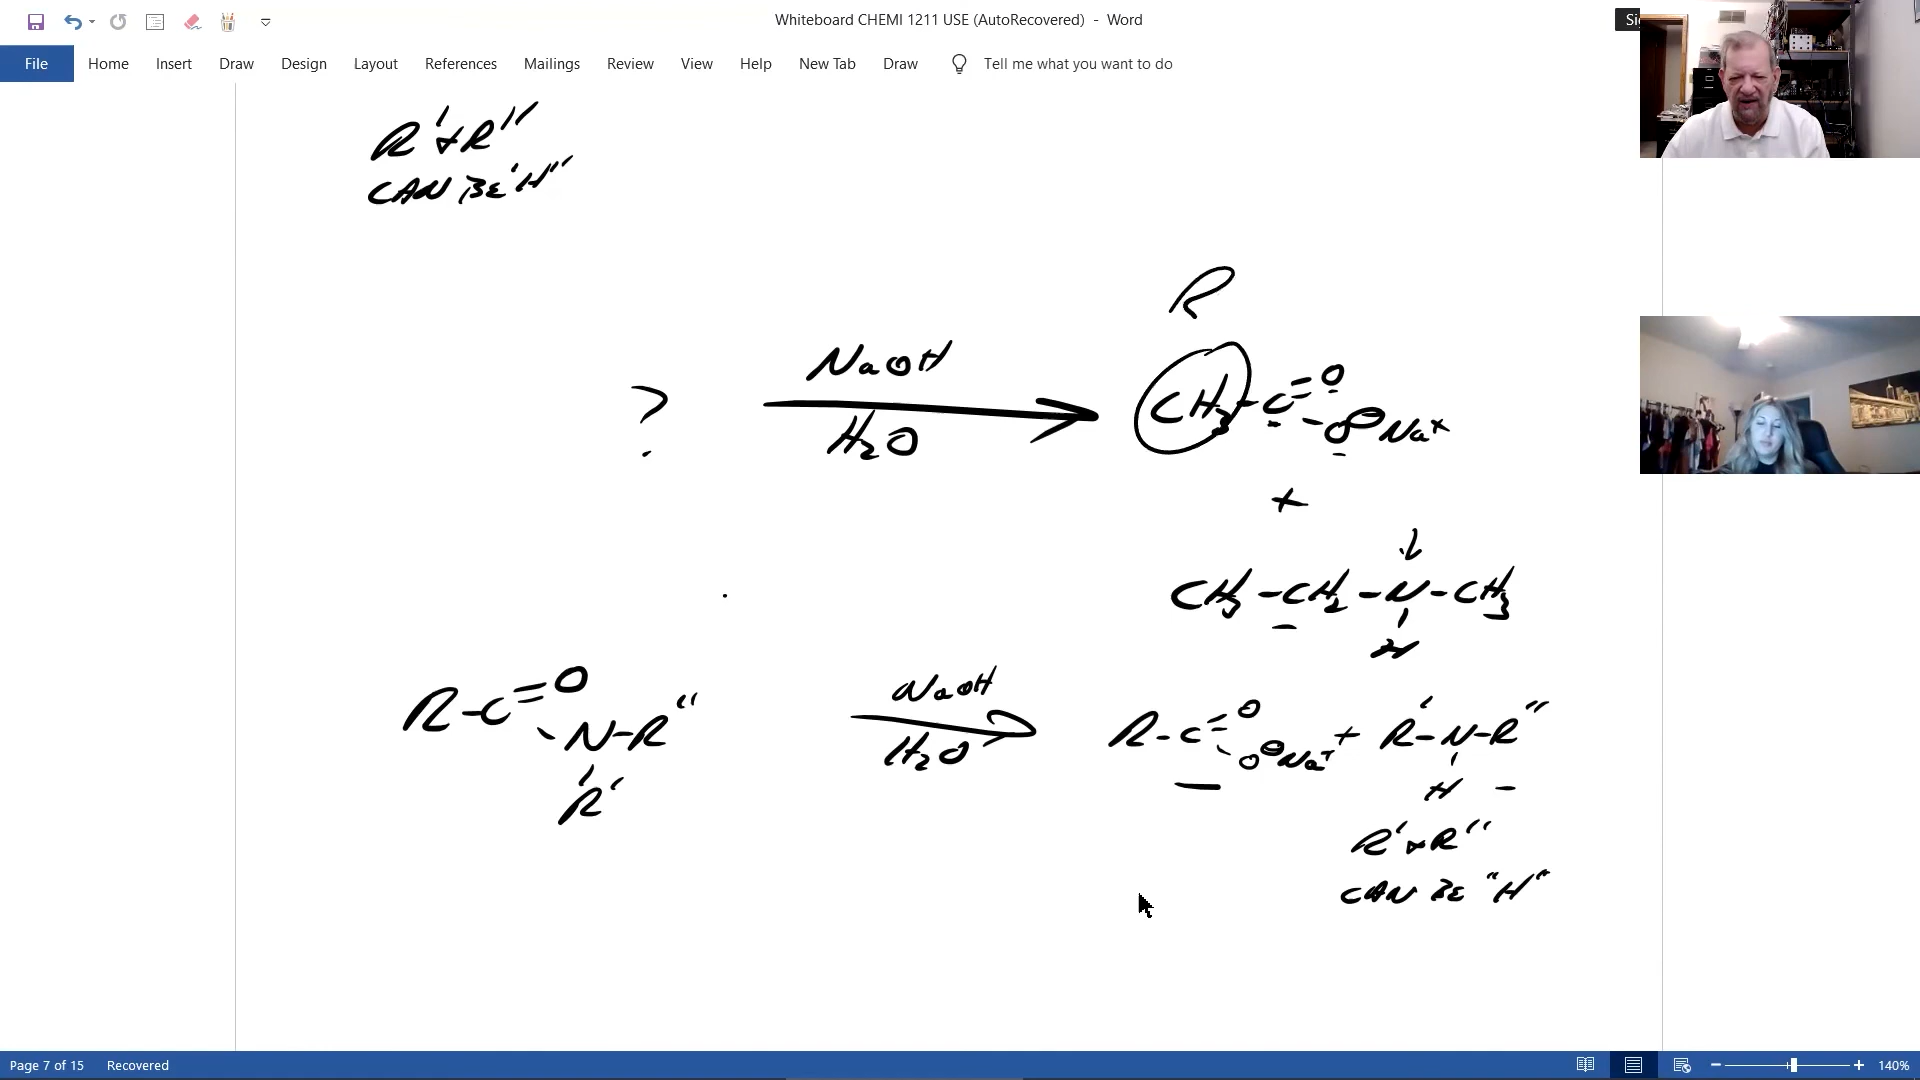 Whiteboard CHEMI 1211 USE (AutoRecovered) - Word
File Home Insert Draw Design Layout References Mailings Review View Help New Tab Draw Tell me what you want to do
R' & R''
CAN BE "H"
R
NaOH
? H2O CH3-C=O
O⊖Na+
+
CH3-CH2-N-CH3
H
R-C=O
N-R''
R'
NaOH
H2O
R-C=O
O⊖Na+ + R'-N-R''
H
R' & R''
CAN BE "H"
Page 7 of 15 Recovered 140%